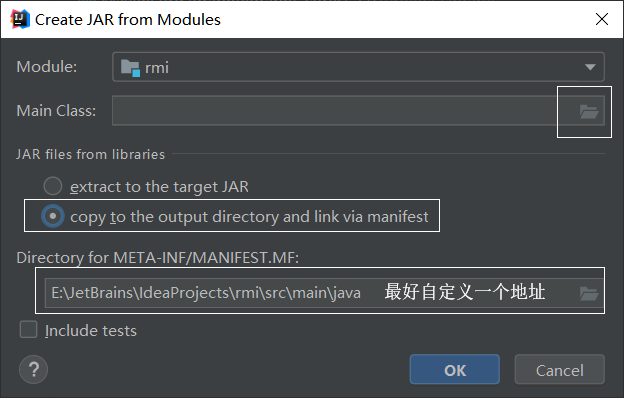 Create JAR from Modules
Module: rmi
Main Class:
JAR files from libraries
extract to the target JAR
copy to the output directory and link via manifest
Directory for META-INF/MANIFEST.MF:
E:\JetBrains\IdeaProjects\rmi\src\main\java 最好自定义一个地址
Include tests
? OK Cancel